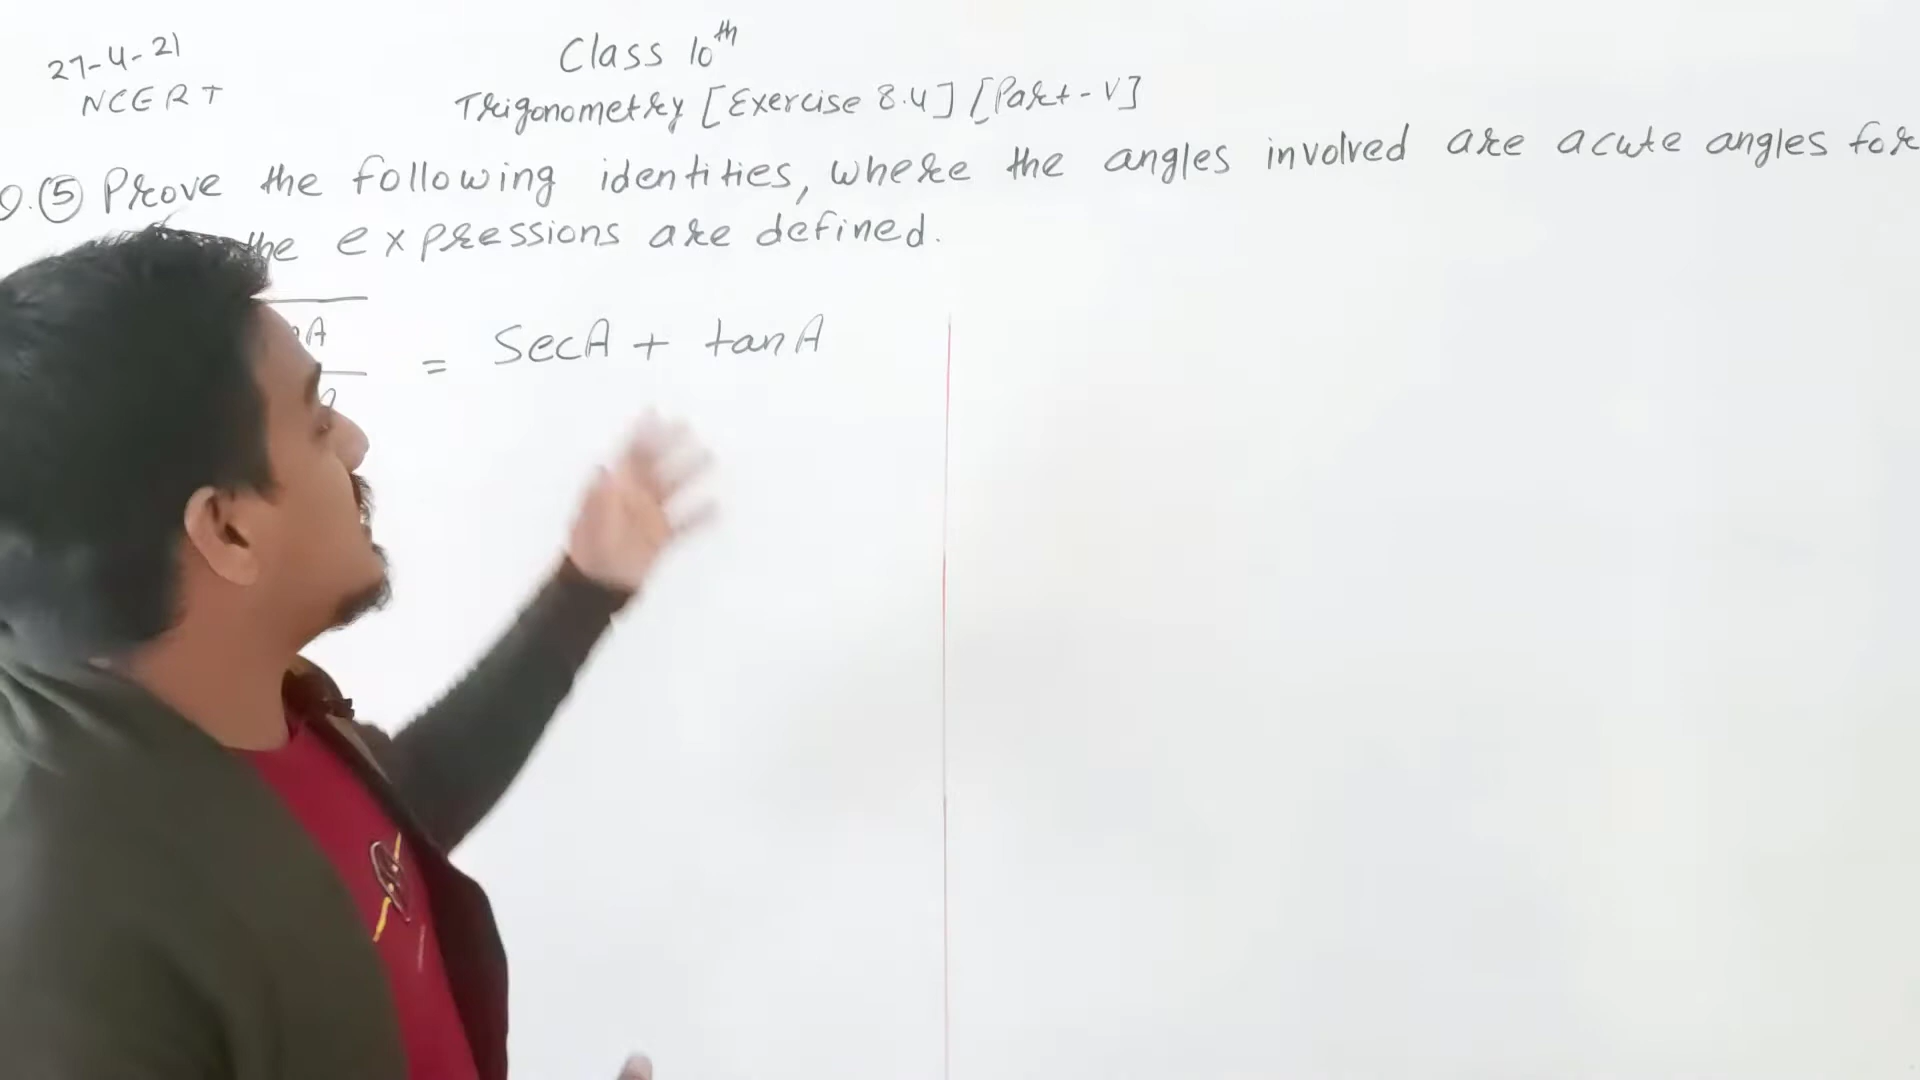 27-4-21
NCERT
Class 10th
Trigonometry [Exercise 8.4] [Part-V]
Q.⑤ Prove the following identities, where the angles involved are acute angles for
the expressions are defined.
= SecA + tanA